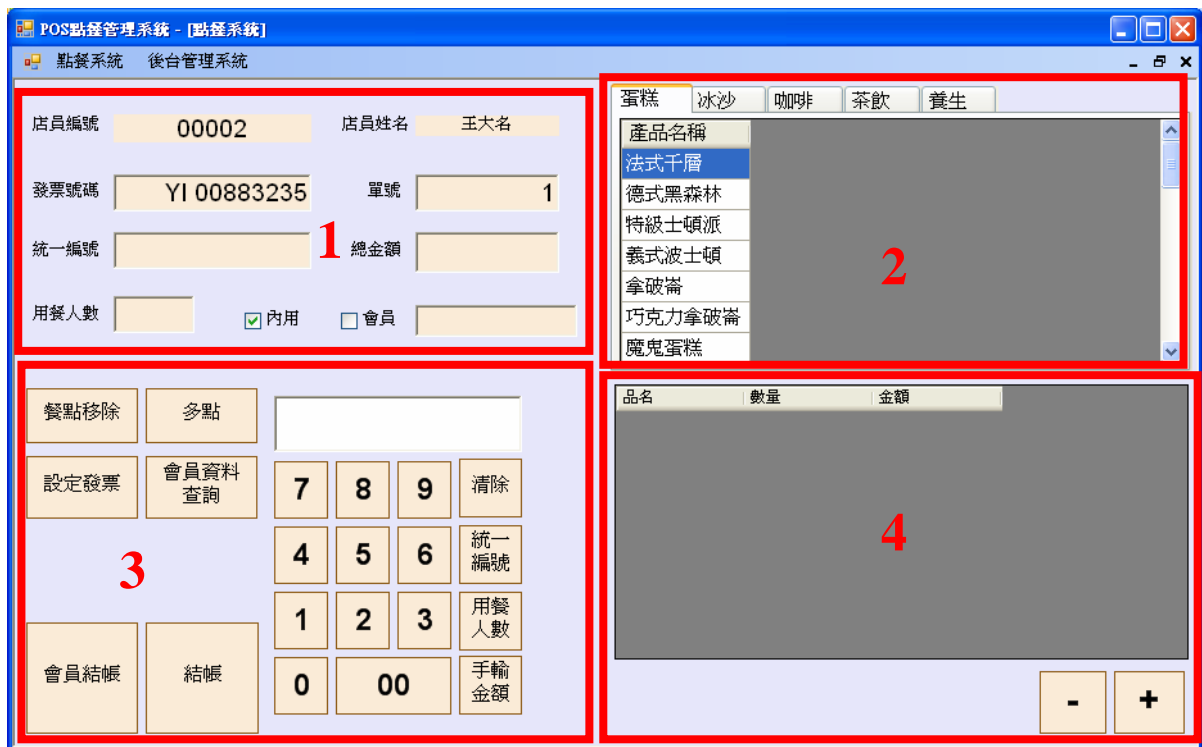 POS點餐管理系統 - [點餐系統]
點餐系統 後台管理系統
店員編號 00002 店員姓名 王大名
發票號碼 YI 00883235 單號 1
統一編號 總金額
用餐人數 內用 會員
1
蛋糕 冰沙 咖啡 茶飲 養生
產品名稱
法式千層
德式黑森林
特級士頓派
義式波士頓
拿破崙
巧克力拿破崙
魔鬼蛋糕
2
餐點移除 多點
設定發票 會員資料
查詢
7 8 9 清除
4 5 6 統一
編號
1 2 3 用餐
人數
0 00 手輸
金額
會員結帳 結帳
3
品名 數量 金額
4
- +